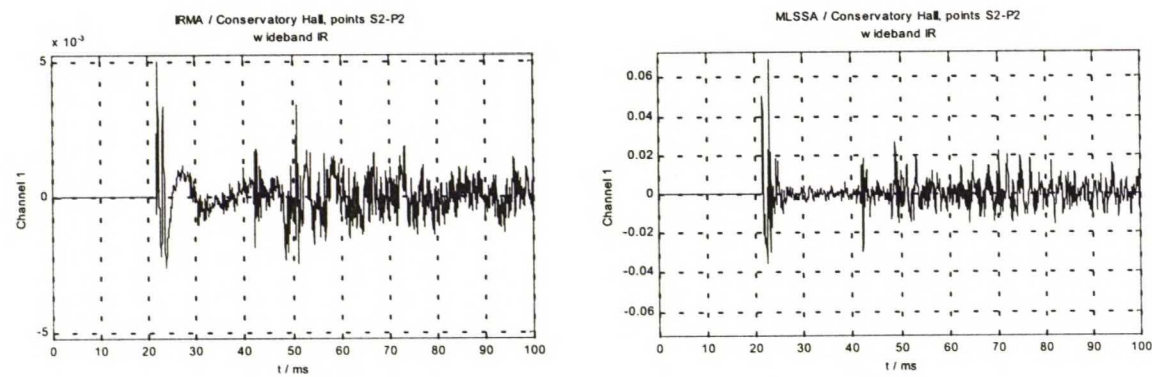 IRMA / Conservatory Hall, points S2-P2
wideband IR
x 10⁻³
5
0
-5
Channel 1
0 10 20 30 40 50 60 70 80 90 100
t / ms
MLSSA / Conservatory Hall, points S2-P2
wideband IR
0.06
0.04
0.02
0
-0.02
-0.04
-0.06
Channel 1
0 10 20 30 40 50 60 70 80 90 100
t / ms